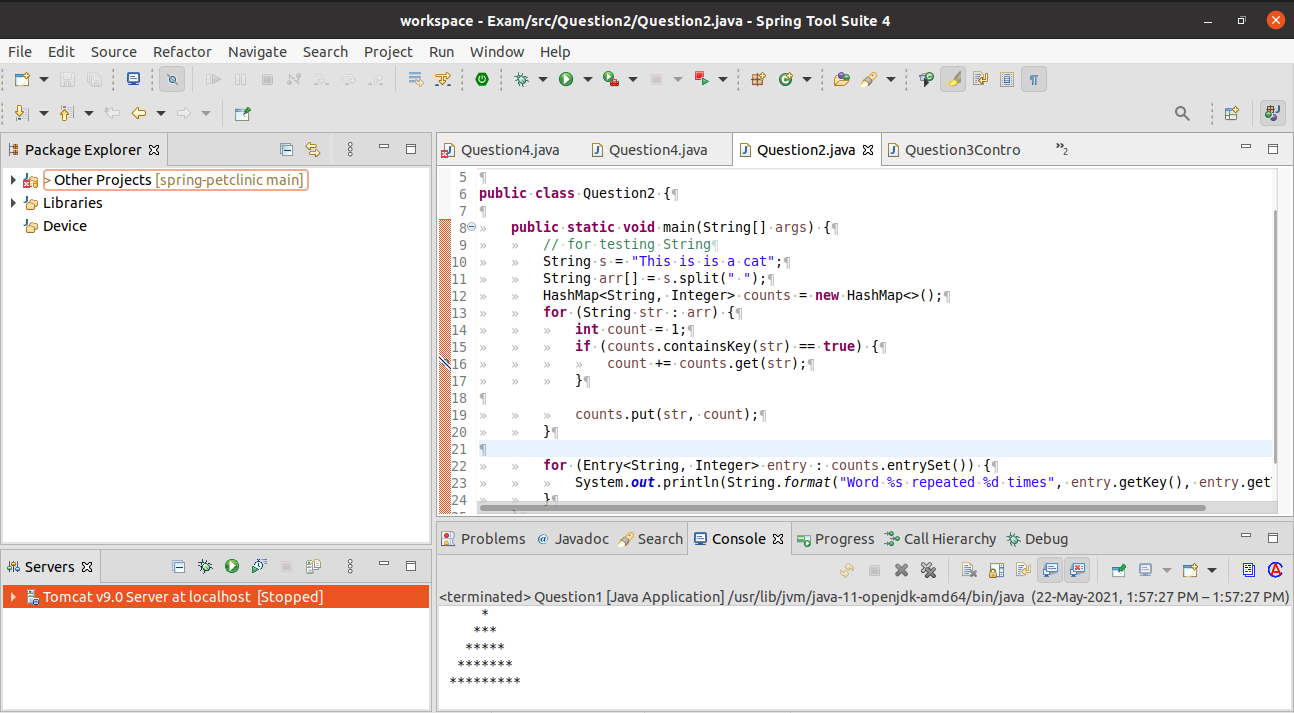 workspace - Exam/src/Question2/Question2.java - Spring Tool Suite 4
File Edit Source Refactor Navigate Search Project Run Window Help
Package Explorer
> Other Projects [spring-petclinic main]
Libraries
Device
Servers
Tomcat v9.0 Server at localhost [Stopped]
Question4.java Question4.java Question2.java Question3Contro »2
5 ¶
6 public·class·Question2·{¶
7 ¶
8 » public·static·void·main(String[]·args)·{¶
9 » » //·for·testing·String¶
10 » » String·s·=·"This·is·is·a·cat";¶
11 » » String·arr[]·=·s.split("·");¶
12 » » HashMap<String,·Integer>·counts·=·new·HashMap<>();¶
13 » » for·(String·str·:·arr)·{¶
14 » » » int·count·=·1;¶
15 » » » if·(counts.containsKey(str)·==·true)·{¶
16 » » » » count·+=·counts.get(str);¶
17 » » » }¶
18 ¶
19 » » » counts.put(str,·count);¶
20 » » }¶
21 ¶
22 » » for·(Entry<String,·Integer>·entry·:·counts.entrySet())·{¶
23 » » » System.out.println(String.format("Word·%s·repeated·%d·times",·entry.getKey(),·entry.get
24 » » }¶
Problems @ Javadoc Search Console Progress Call Hierarchy Debug
<terminated> Question1 [Java Application] /usr/lib/jvm/java-11-openjdk-amd64/bin/java (22-May-2021, 1:57:27 PM – 1:57:27 PM)
*
***
*****
*******
*********